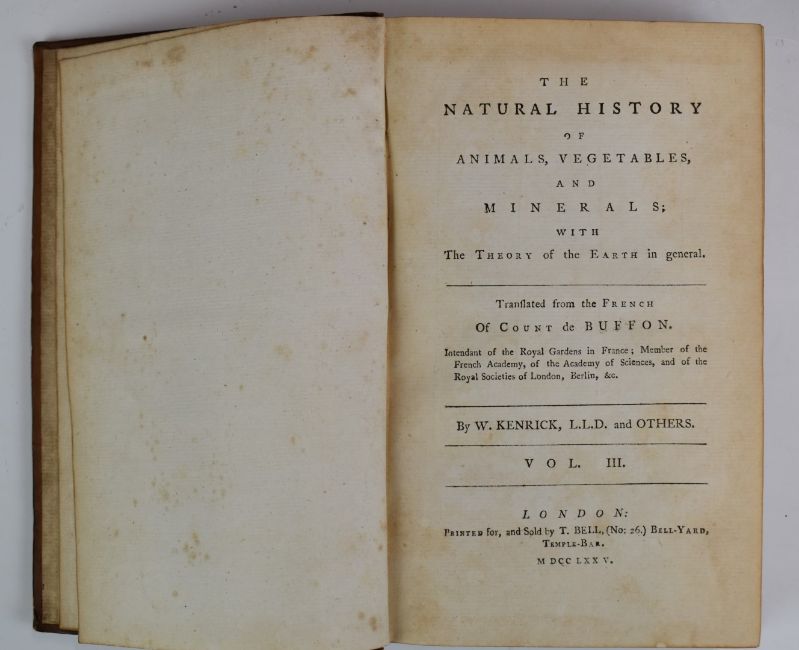 THE
NATURAL HISTORY
OF
ANIMALS, VEGETABLES,
AND
MINERALS;
WITH
The THEORY of the EARTH in general.
Tranſlated from the FRENCH
Of COUNT de BUFFON.
Intendant of the Royal Gardens in France; Member of the
French Academy, of the Academy of Sciences, and of the
Royal Societies of London, Berlin, &c.
By W. KENRICK, L.L.D. and OTHERS.
VOL. III.
LONDON:
PRINTED for, and Sold by T. BELL, (No: 26.) BELL-YARD,
TEMPLE-BAR.
MDCCLXXV.